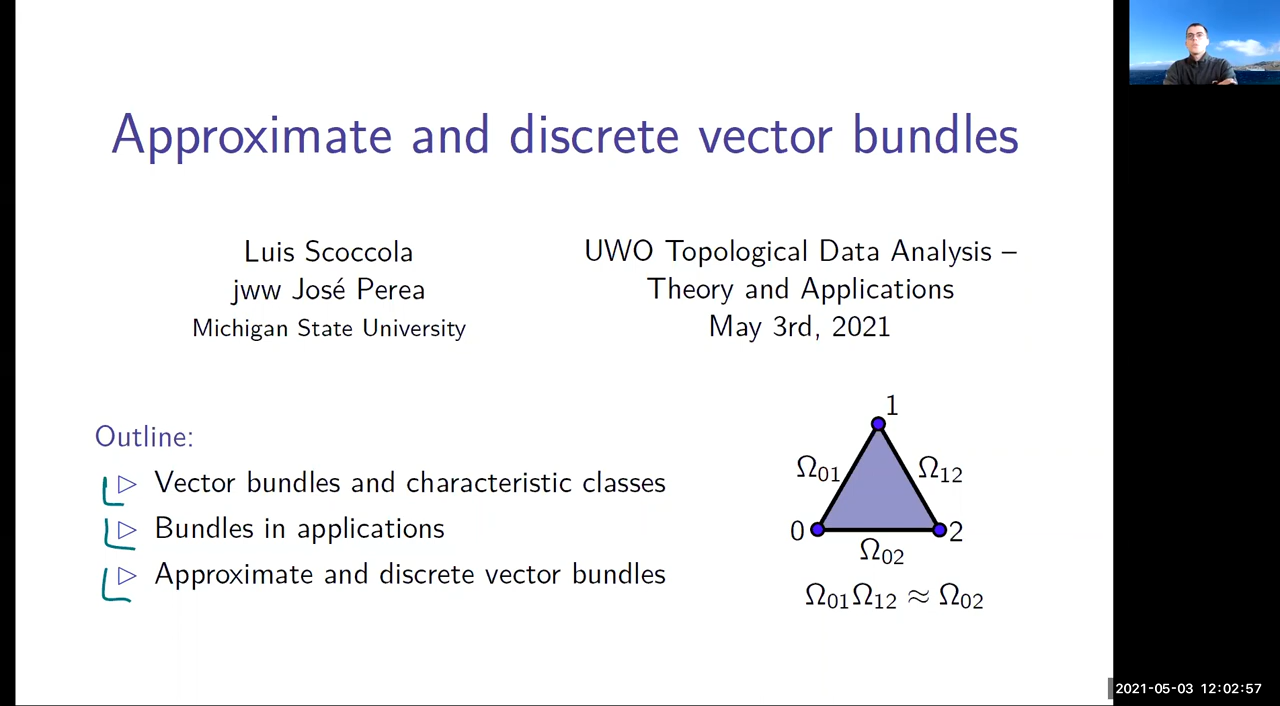 Approximate and discrete vector bundles
Luis Scoccola
jww José Perea
Michigan State University
UWO Topological Data Analysis –
Theory and Applications
May 3rd, 2021
Outline:
▷ Vector bundles and characteristic classes
▷ Bundles in applications
▷ Approximate and discrete vector bundles
1
Ω₀₁ Ω₁₂
0 2
Ω₀₂
Ω₀₁Ω₁₂ ≈ Ω₀₂
2021-05-03 12:02:57